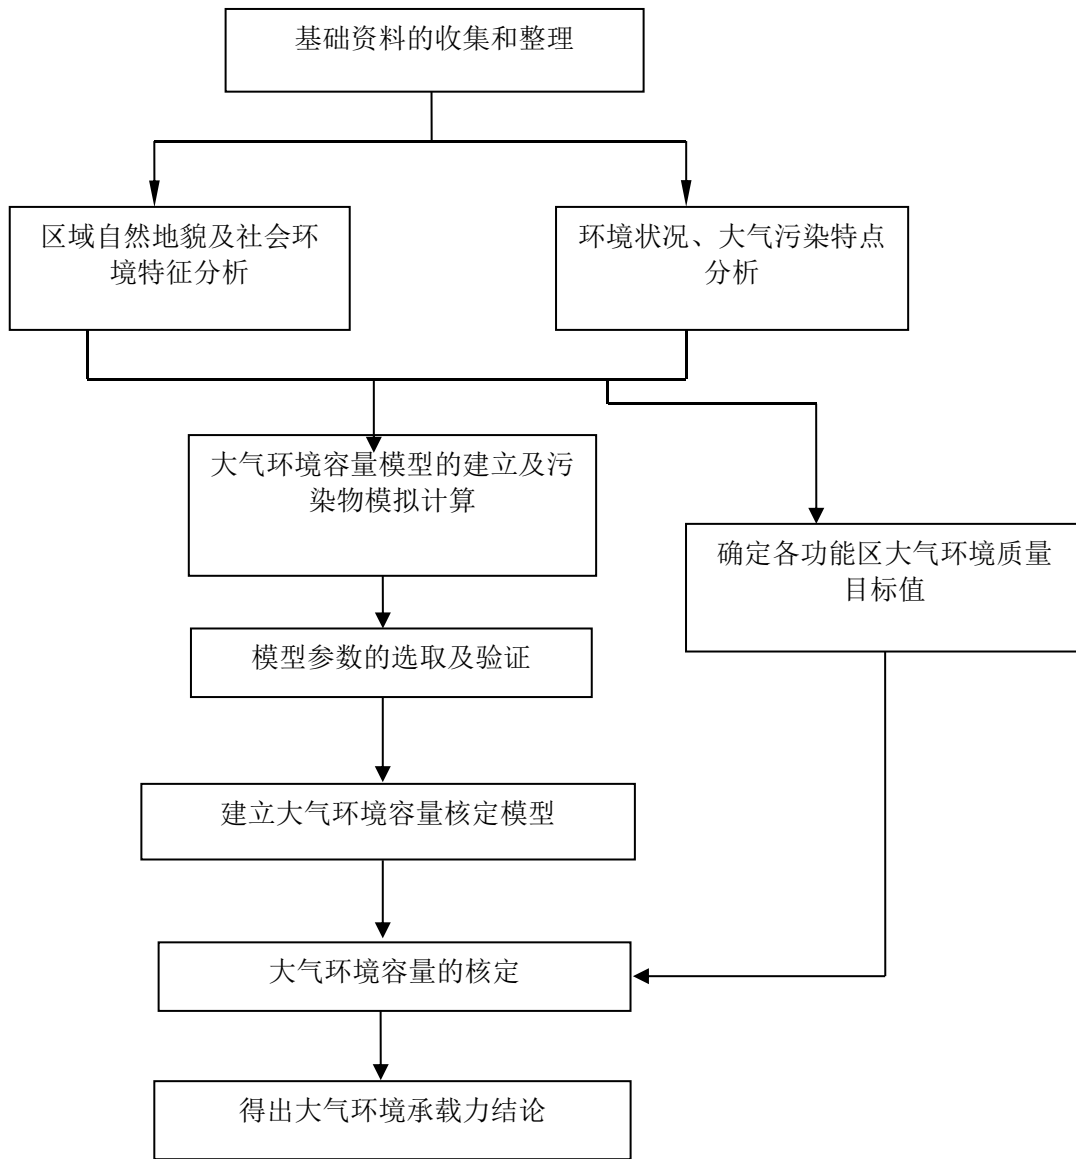 基础资料的收集和整理
区域自然地貌及社会环
境特征分析
环境状况、大气污染特点
分析
大气环境容量模型的建立及污
染物模拟计算
确定各功能区大气环境质量
目标值
模型参数的选取及验证
建立大气环境容量核定模型
大气环境容量的核定
得出大气环境承载力结论